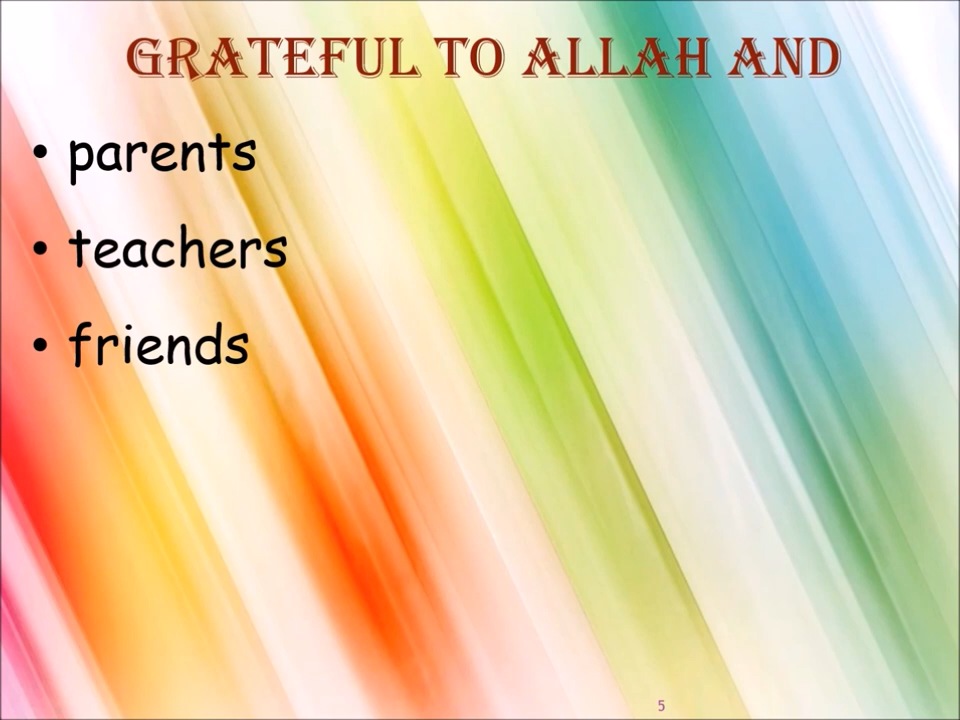 GRATEFUL TO ALLAH AND
• parents
• teachers
• friends
5